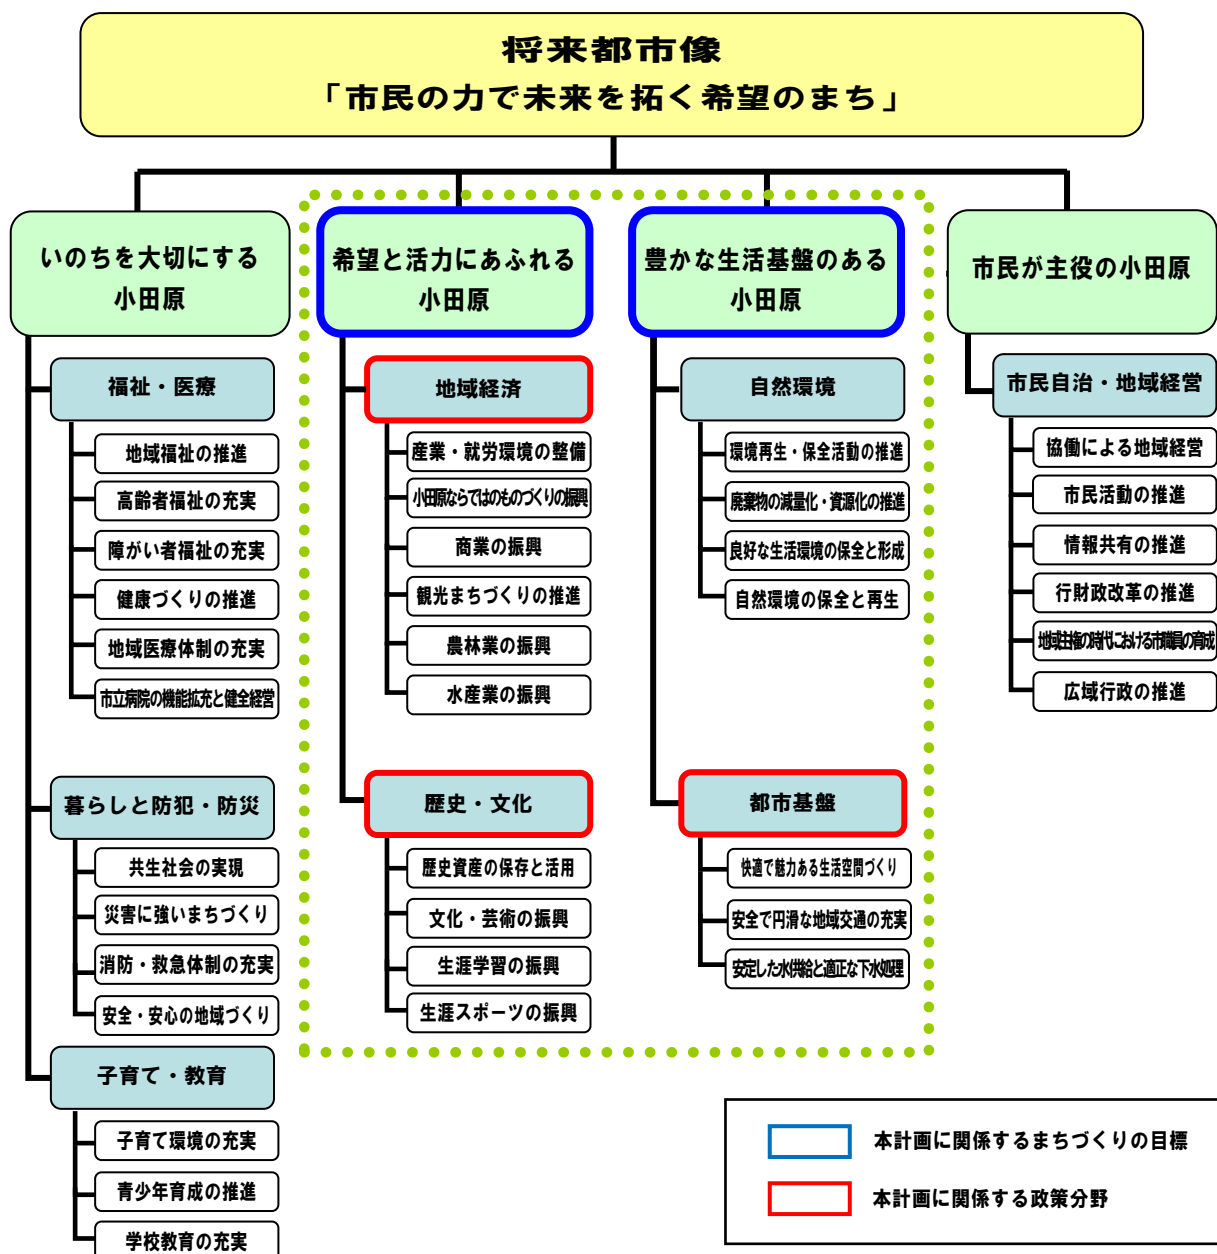 将来都市像
「市民の力で未来を拓く希望のまち」
いのちを大切にする
小田原
福祉・医療
地域福祉の推進
高齢者福祉の充実
障がい者福祉の充実
健康づくりの推進
地域医療体制の充実
市立病院の機能拡充と健全経営
暮らしと防犯・防災
共生社会の実現
災害に強いまちづくり
消防・救急体制の充実
安全・安心の地域づくり
子育て・教育
子育て環境の充実
青少年育成の推進
学校教育の充実
希望と活力にあふれる
小田原
地域経済
産業・就労環境の整備
小田原ならではのものづくりの振興
商業の振興
観光まちづくりの推進
農林業の振興
水産業の振興
歴史・文化
歴史資産の保存と活用
文化・芸術の振興
生涯学習の振興
生涯スポーツの振興
豊かな生活基盤のある
小田原
自然環境
環境再生・保全活動の推進
廃棄物の減量化・資源化の推進
良好な生活環境の保全と形成
自然環境の保全と再生
都市基盤
快適で魅力ある生活空間づくり
安全で円滑な地域交通の充実
安定した水供給と適正な下水処理
市民が主役の小田原
市民自治・地域経営
協働による地域経営
市民活動の推進
情報共有の推進
行財政改革の推進
地域主権の時代における市職員の育成
広域行政の推進
本計画に関係するまちづくりの目標
本計画に関係する政策分野